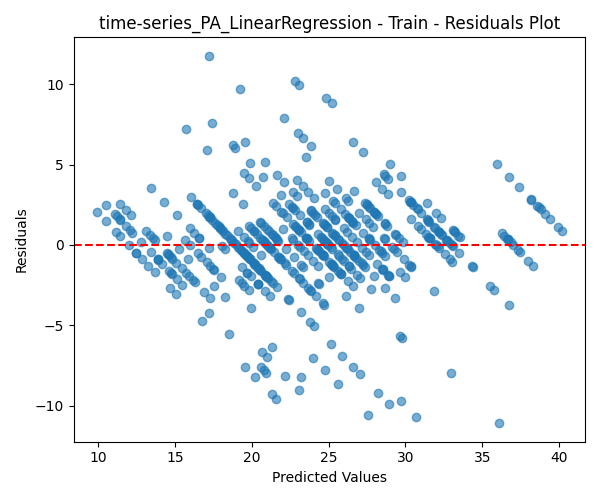 time-series_PA_LinearRegression - Train - Residuals Plot
10
5
0
−5
−10
Residuals
10 15 20 25 30 35 40
Predicted Values